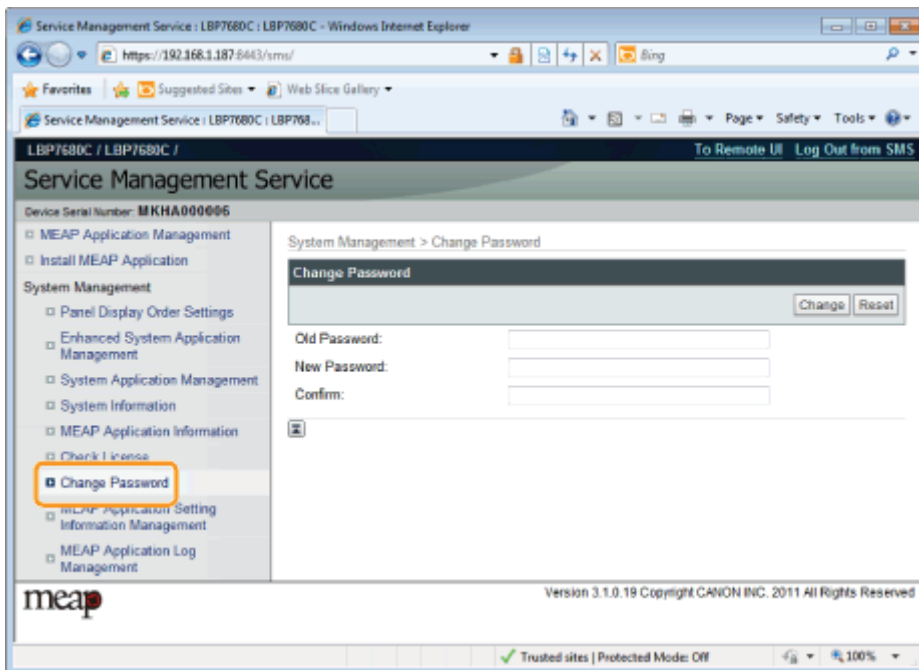 Service Management Service : LBP7680C : LBP7680C - Windows Internet Explorer
https://192.168.1.187:8443/sms/
Bing
Favorites Suggested Sites Web Slice Gallery
Service Management Service : LBP7680C : LBP768... Page Safety Tools
LBP7680C / LBP7680C / To Remote UI Log Out from SMS
Service Management Service
Device Serial Number: MKHA000006
MEAP Application Management
Install MEAP Application
System Management
Panel Display Order Settings
Enhanced System Application
Management
System Application Management
System Information
MEAP Application Information
Check License
Change Password
MEAP Application Setting
Information Management
MEAP Application Log
Management
System Management > Change Password
Change Password
Change Reset
Old Password:
New Password:
Confirm:
meap
Version 3.1.0.19 Copyright CANON INC. 2011 All Rights Reserved
Trusted sites | Protected Mode: Off 100%